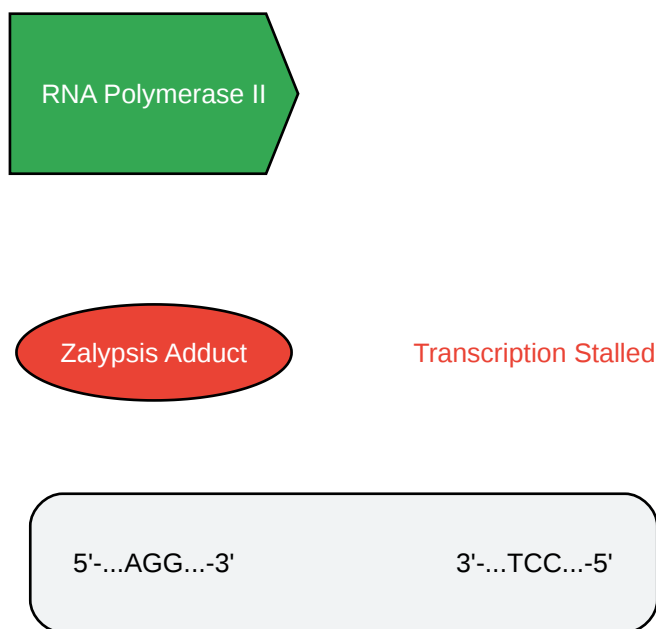 RNA Polymerase II
Zalypsis Adduct
Transcription Stalled
5'-...AGG...-3'
3'-...TCC...-5'